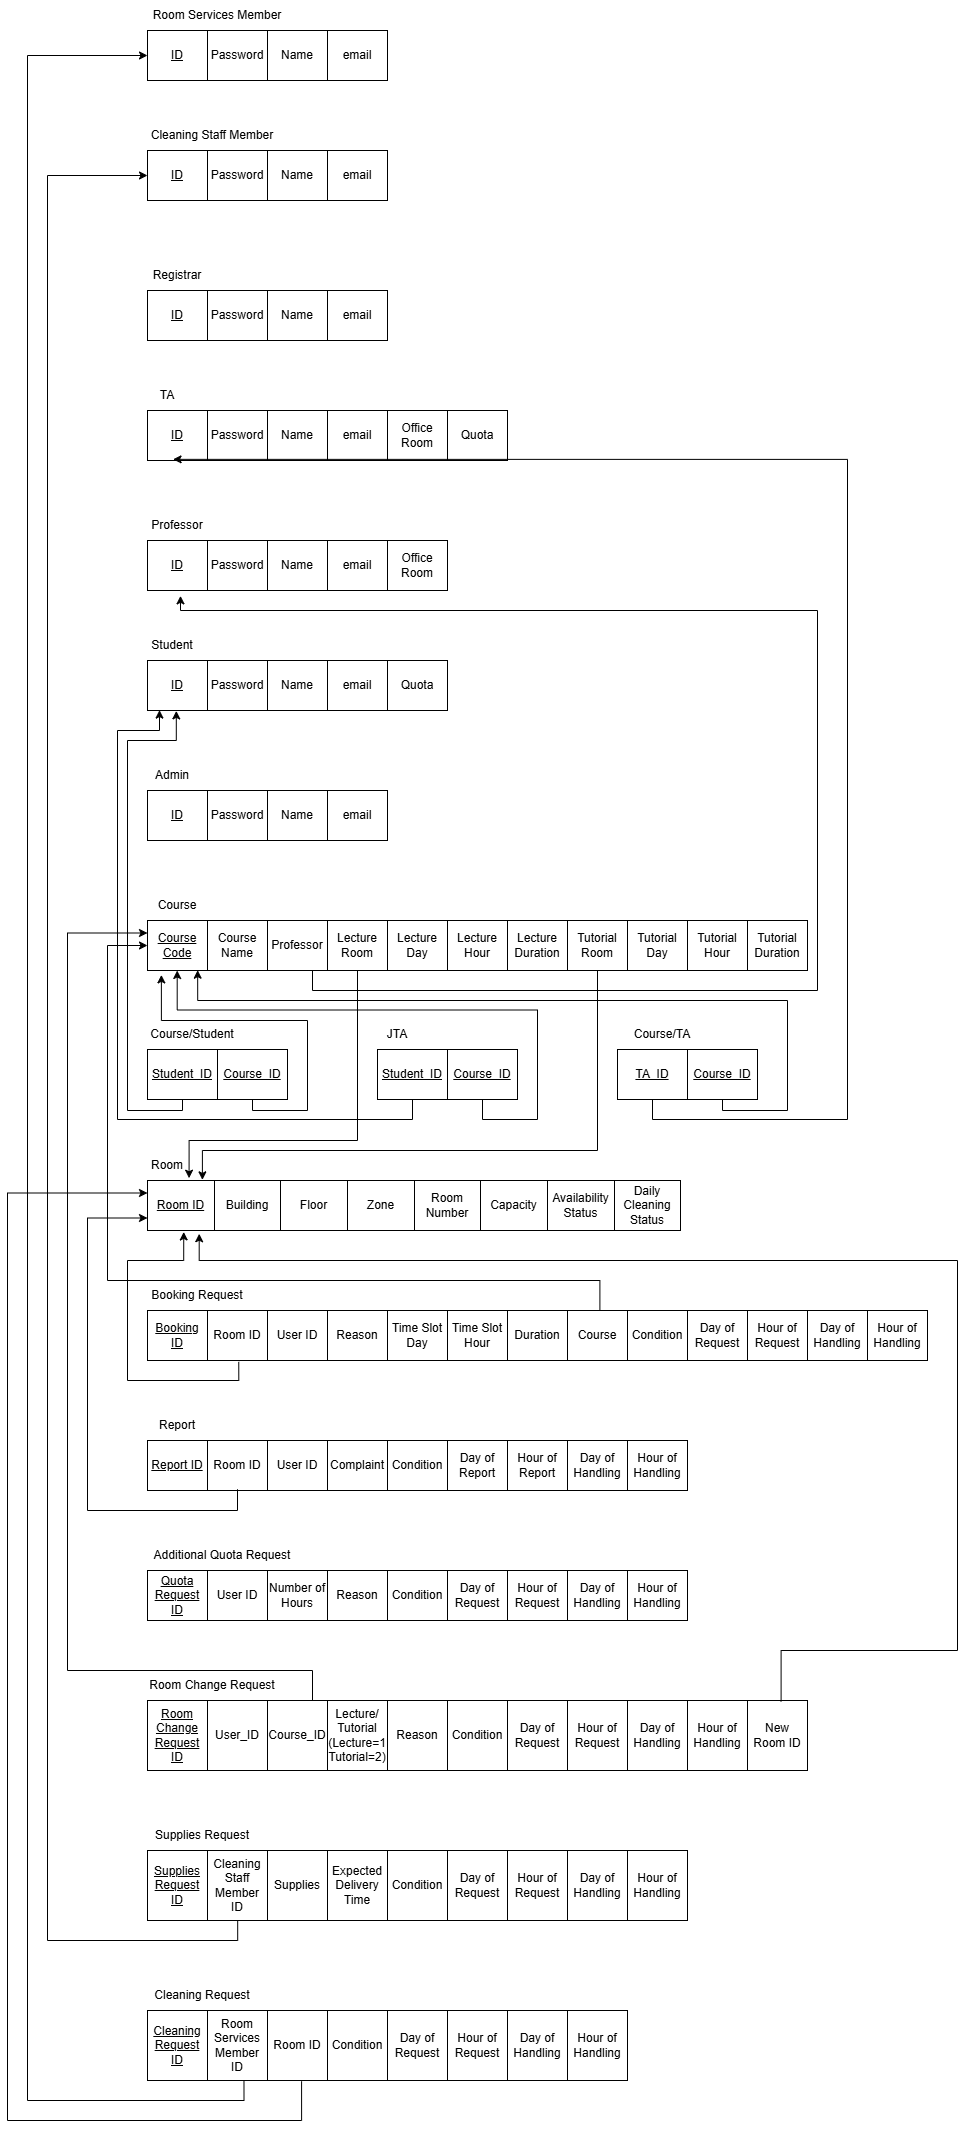 Room Services Member
ID Password Name email
Cleaning Staff Member
ID Password Name email
Registrar
ID Password Name email
TA
ID Password Name email Office Room Quota
Professor
ID Password Name email Office Room
Student
ID Password Name email Quota
Admin
ID Password Name email
Course
Course Code Course Name Professor Lecture Room Lecture Day Lecture Hour Lecture Duration Tutorial Room Tutorial Day Tutorial Hour Tutorial Duration
Course/Student JTA Course/TA
Student_ID Course_ID Student_ID Course_ID TA_ID Course_ID
Room
Room ID Building Floor Zone Room Number Capacity Availability Status Daily Cleaning Status
Booking Request
Booking ID Room ID User ID Reason Time Slot Day Time Slot Hour Duration Course Condition Day of Request Hour of Request Day of Handling Hour of Handling
Report
Report ID Room ID User ID Complaint Condition Day of Report Hour of Report Day of Handling Hour of Handling
Additional Quota Request
Quota Request ID User ID Number of Hours Reason Condition Day of Request Hour of Request Day of Handling Hour of Handling
Room Change Request
Room Change Request ID User_ID Course_ID Lecture/ Tutorial (Lecture=1 Tutorial=2) Reason Condition Day of Request Hour of Request Day of Handling Hour of Handling New Room ID
Supplies Request
Supplies Request ID Cleaning Staff Member ID Supplies Expected Delivery Time Condition Day of Request Hour of Request Day of Handling Hour of Handling
Cleaning Request
Cleaning Request ID Room Services Member ID Room ID Condition Day of Request Hour of Request Day of Handling Hour of Handling